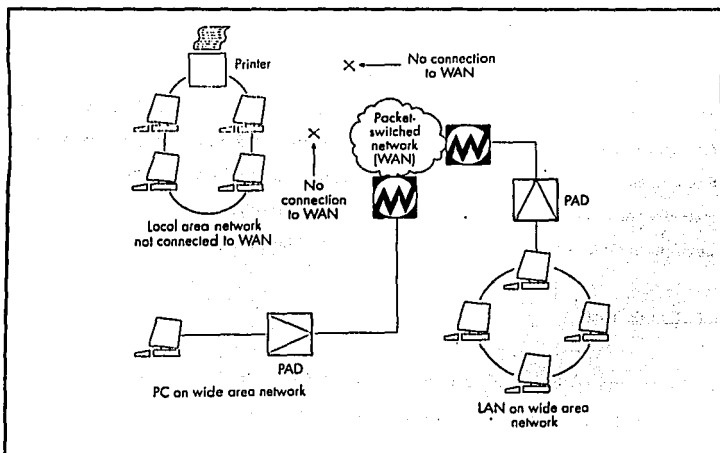 Printer
No connection
to WAN
Packet-
switched
network
(WAN)
No
connection
to WAN
PAD
Local area network
not connected to WAN
PAD
PC on wide area network
LAN on wide area
network